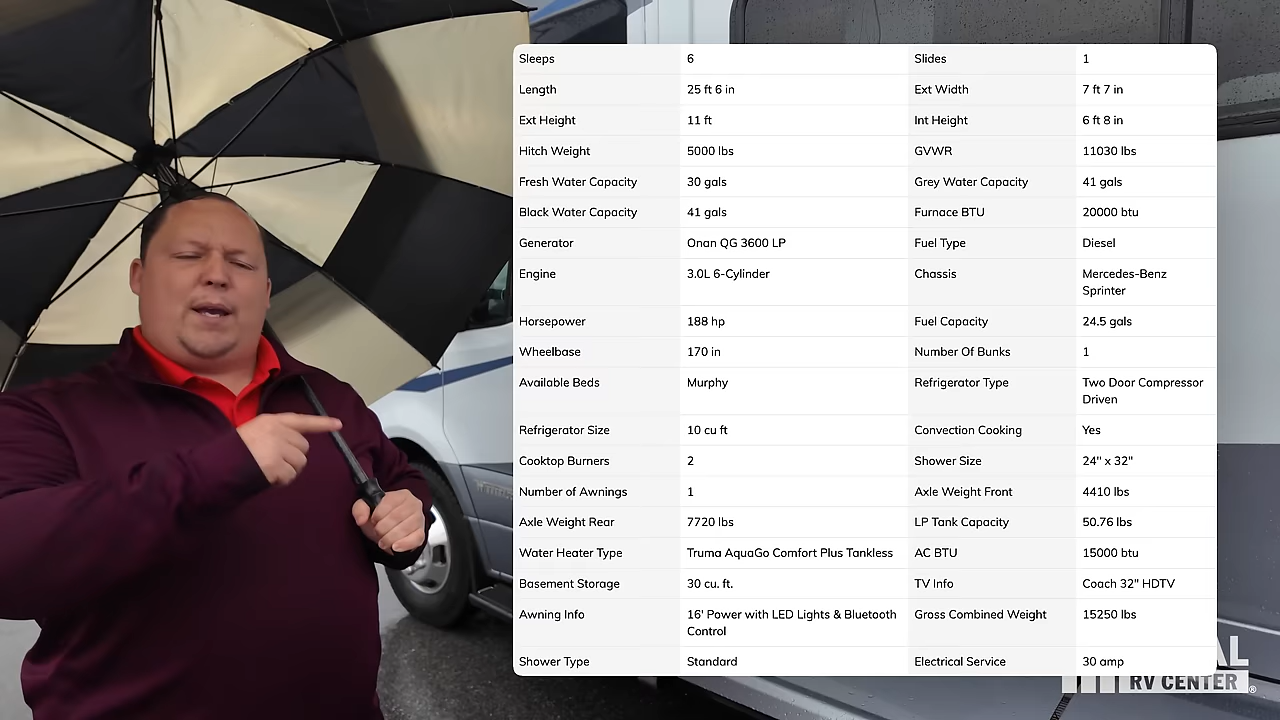 Sleeps 6 Slides 1
Length 25 ft 6 in Ext Width 7 ft 7 in
Ext Height 11 ft Int Height 6 ft 8 in
Hitch Weight 5000 lbs GVWR 11030 lbs
Fresh Water Capacity 30 gals Grey Water Capacity 41 gals
Black Water Capacity 41 gals Furnace BTU 20000 btu
Generator Onan QG 3600 LP Fuel Type Diesel
Engine 3.0L 6-Cylinder Chassis Mercedes-Benz
Sprinter
Horsepower 188 hp Fuel Capacity 24.5 gals
Wheelbase 170 in Number Of Bunks 1
Available Beds Murphy Refrigerator Type Two Door Compressor
Driven
Refrigerator Size 10 cu ft Convection Cooking Yes
Cooktop Burners 2 Shower Size 24" x 32"
Number of Awnings 1 Axle Weight Front 4410 lbs
Axle Weight Rear 7720 lbs LP Tank Capacity 50.76 lbs
Water Heater Type Truma AquaGo Comfort Plus Tankless AC BTU 15000 btu
Basement Storage 30 cu. ft. TV Info Coach 32" HDTV
Awning Info 16' Power with LED Lights & Bluetooth Gross Combined Weight 15250 lbs
Control
Shower Type Standard Electrical Service 30 amp
RV CENTER®